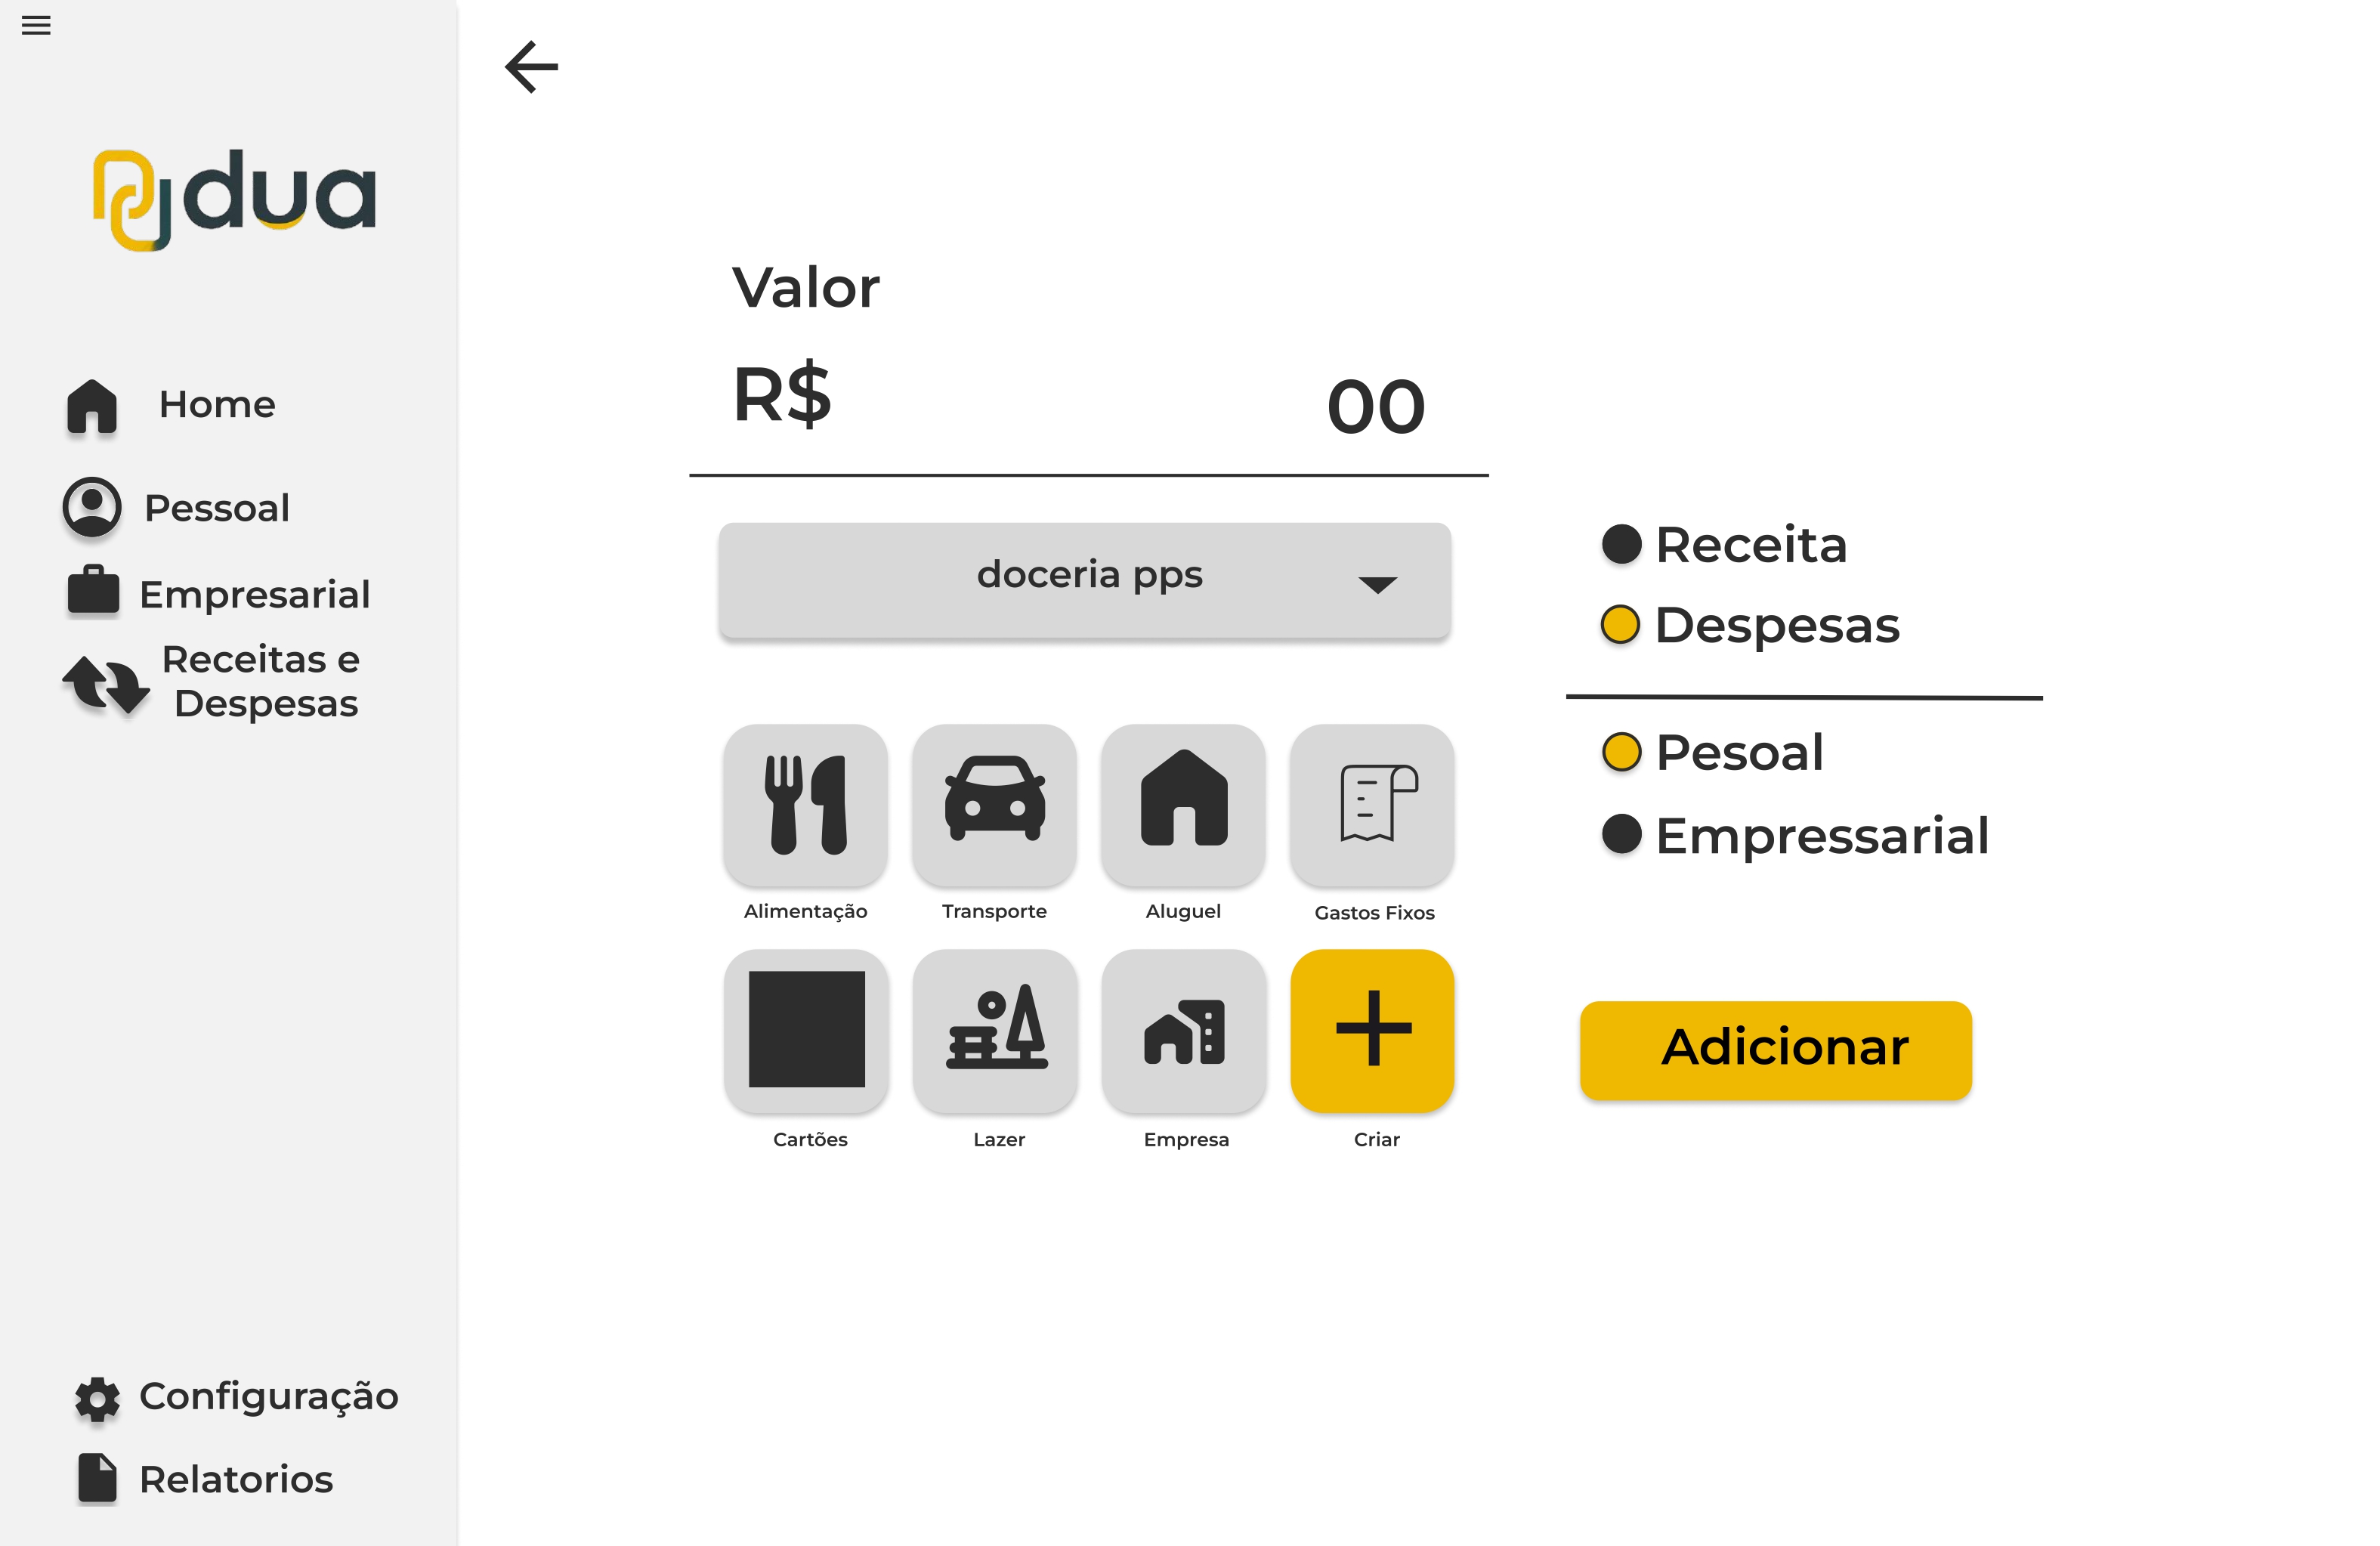 dua
Home
Pessoal
Empresarial
Receitas e
Despesas
Configuração
Relatorios
Valor
R$ 00
doceria pps
Alimentação Transporte Aluguel Gastos Fixos
Cartões Lazer Empresa Criar
Receita
Despesas
Pesoal
Empressarial
Adicionar